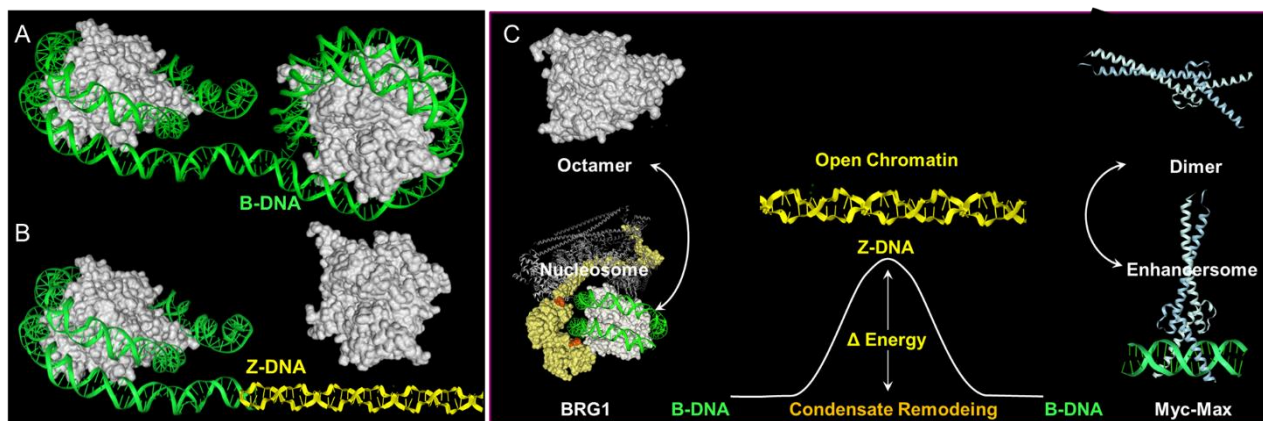 A
B-DNA
B
Z-DNA
C
Octamer
Open Chromatin
Dimer
Nucleosome
Z-DNA
Enhancersome
Δ Energy
BRG1
B-DNA
Condensate Remodeing
B-DNA
Myc-Max